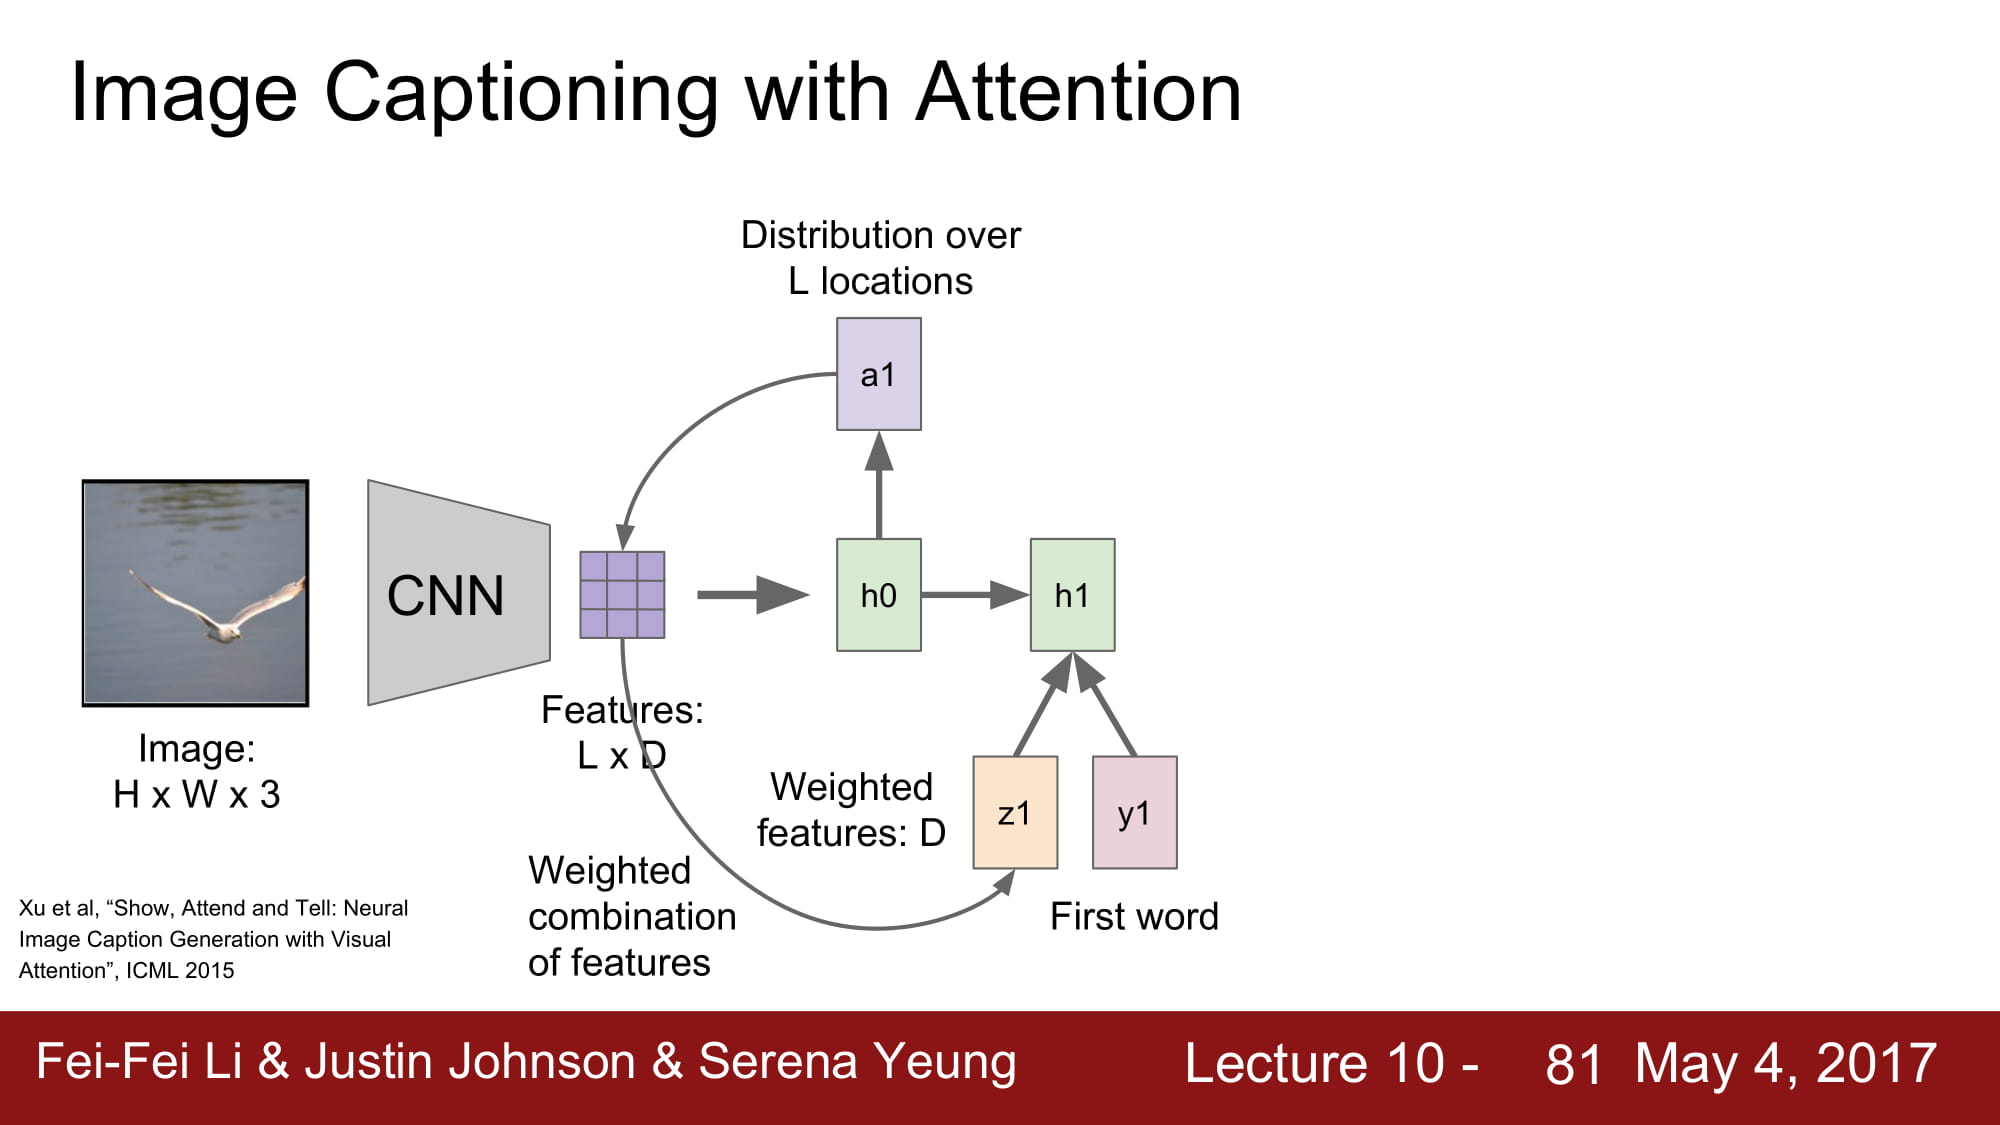 Image Captioning with Attention
Distribution over
L locations
a1
CNN
h0
h1
Features:
L x D
Image:
H x W x 3
Weighted
features: D
z1
y1
Weighted
combination
of features
First word
Xu et al, “Show, Attend and Tell: Neural
Image Caption Generation with Visual
Attention”, ICML 2015
Fei-Fei Li & Justin Johnson & Serena Yeung
Lecture 10 - 81 May 4, 2017